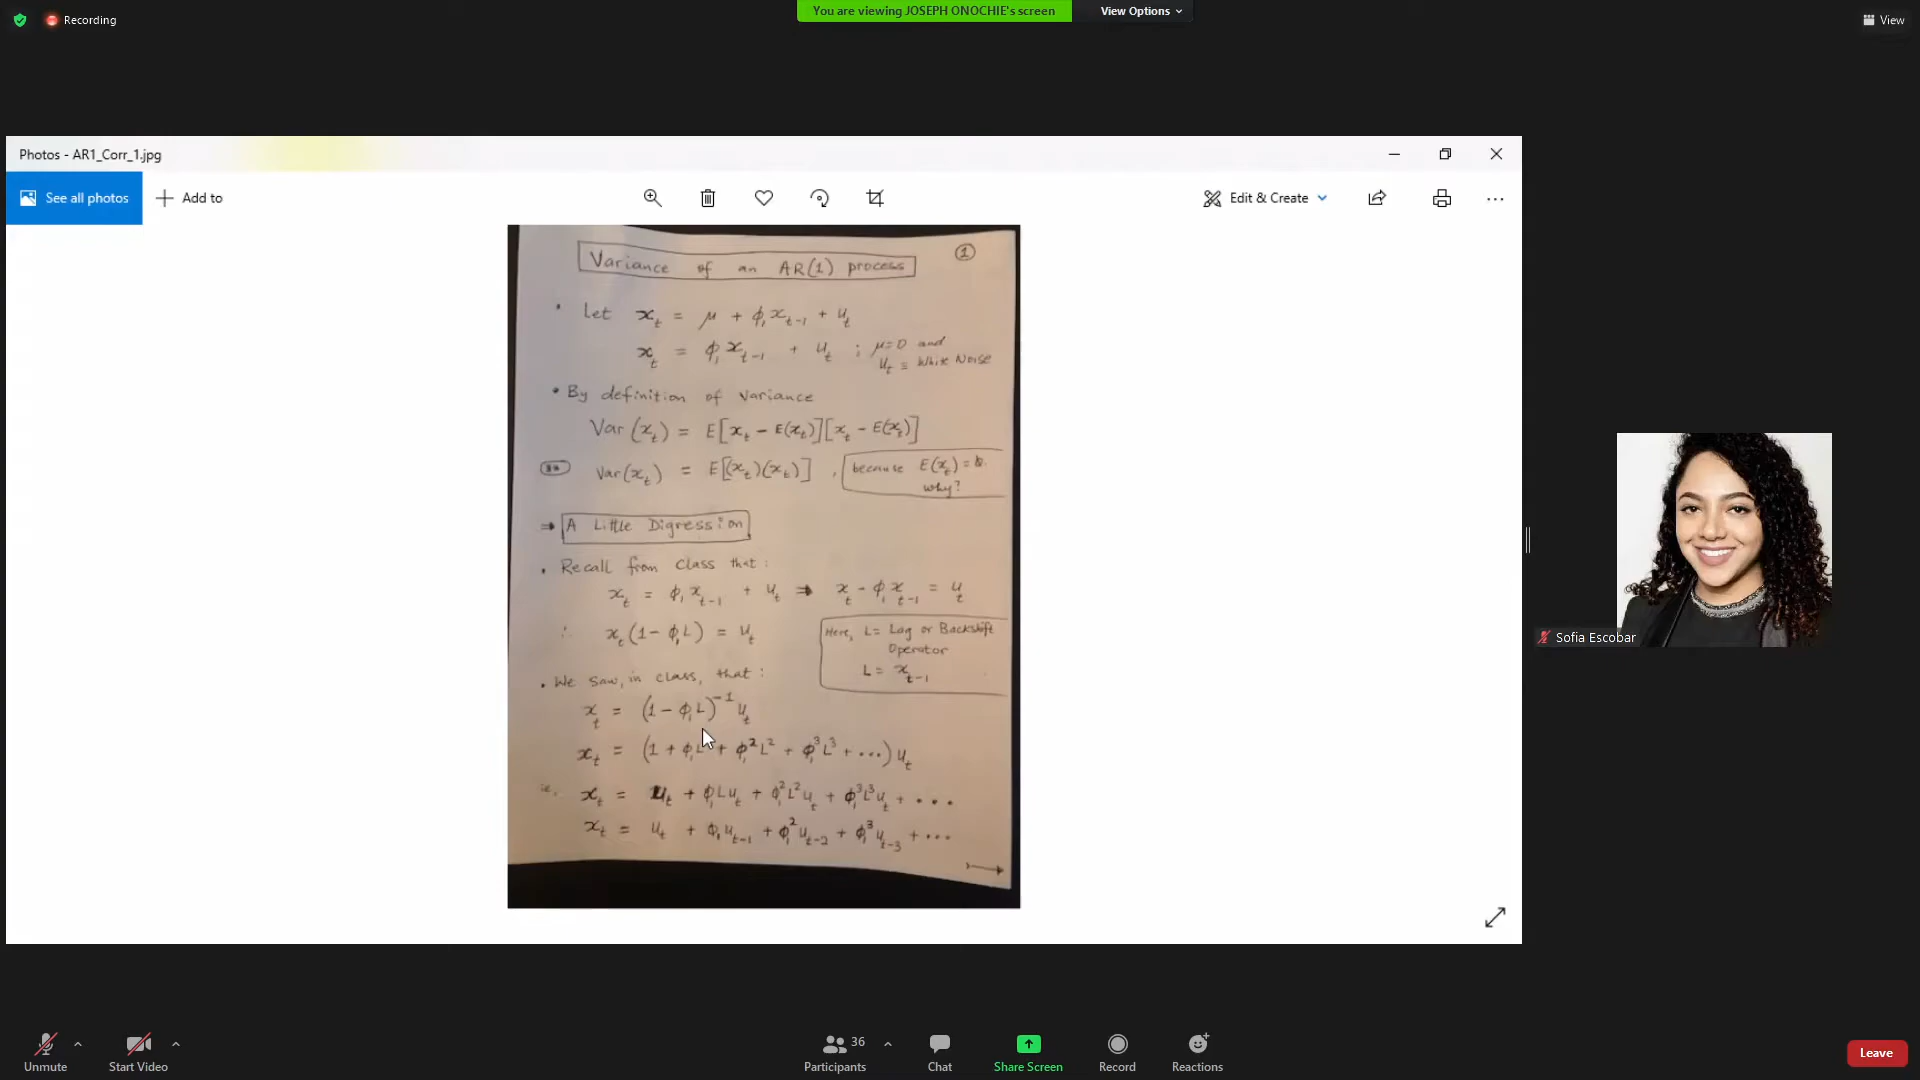 Recording
You are viewing JOSEPH ONOCHIE's screen
View Options
View
Photos - AR1_Corr_1.jpg
See all photos
Add to
Edit & Create
Variance of an AR(1) process
①
• Let xₜ = μ + ϕ₁xₜ₋₁ + uₜ
xₜ = ϕ₁xₜ₋₁ + uₜ ; μ=0 and
uₜ ≡ White Noise
• By definition of Variance
Var(xₜ) = E[xₜ - E(xₜ)][xₜ - E(xₜ)]
Var(xₜ) = E[(xₜ)(xₜ)] , because E(xₜ) = 0.
why?
⇒ A Little Digression
• Recall from class that:
xₜ = ϕ₁xₜ₋₁ + uₜ ⇒ xₜ - ϕ₁xₜ₋₁ = uₜ
∴ xₜ(1 - ϕ₁L) = uₜ
Here, L = Lag or Backshift
Operator
L = xₜ₋₁
• We saw, in class, that:
xₜ = (1 - ϕ₁L)⁻¹ uₜ
xₜ = (1 + ϕ₁L + ϕ₁²L² + ϕ₁³L³ + ...) uₜ
ie, xₜ = uₜ + ϕ₁Luₜ + ϕ₁²L²uₜ + ϕ₁³L³uₜ + ...
xₜ = uₜ + ϕ₁uₜ₋₁ + ϕ₁²uₜ₋₂ + ϕ₁³uₜ₋₃ + ...
Sofia Escobar
Unmute
Start Video
36
Participants
Chat
Share Screen
Record
Reactions
Leave